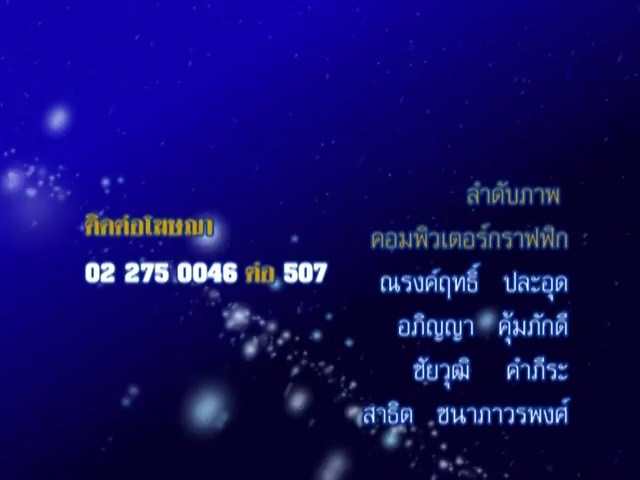 ติดต่อโฆษณา
02 275 0046 ต่อ 507
ลำดับภาพ
คอมพิวเตอร์กราฟฟิก
ณรงค์ฤทธิ์ ปละอุด
อภิญญา คุ้มภักดี
ชัยวุฒิ คำภีระ
สาธิต ชนาภาวรพงศ์